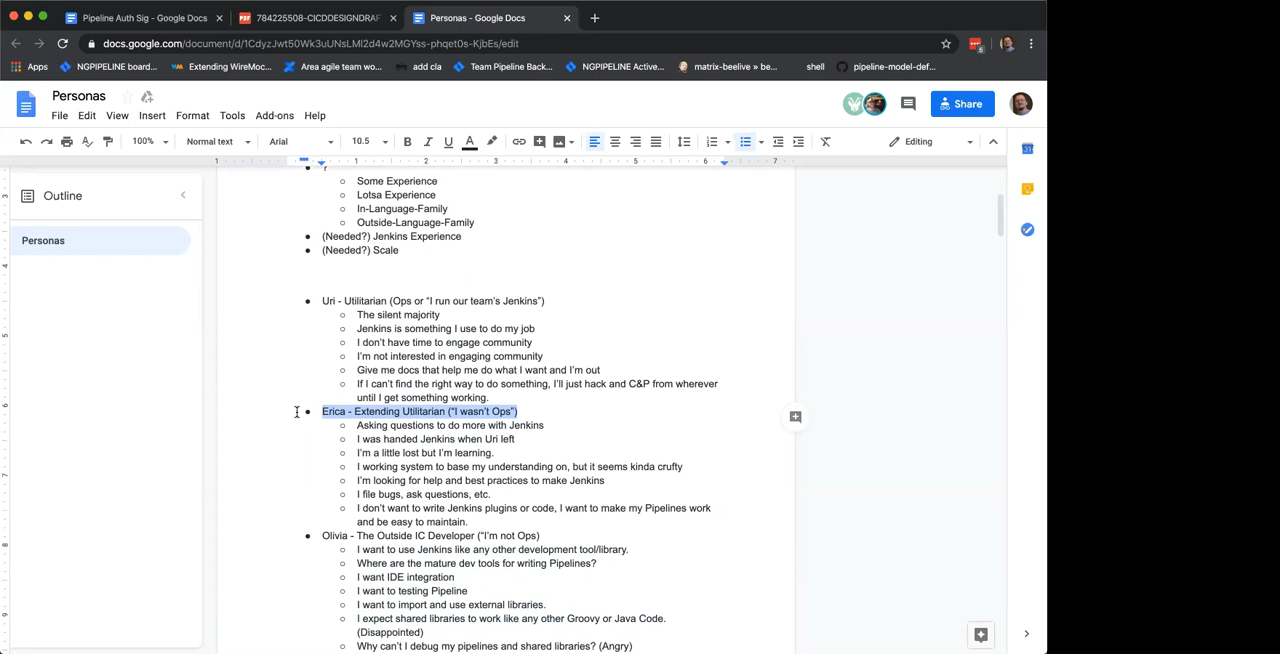 Pipeline Auth Sig - Google Docs
784225508-CICDDESIGNDRAF
Personas - Google Docs
docs.google.com/document/d/1CdyzJwt50Wk3uUNsLMl2d4w2MGYss-phqet0s-KjbEs/edit
Apps
NGPIPELINE board...
Extending WireMoc...
Area agile team wo...
add cla
Team Pipeline Back...
NGPIPELINE Active...
matrix-beelive » be...
shell
pipeline-model-def...
Personas
File Edit View Insert Format Tools Add-ons Help
Share
100% Normal text Arial 10.5 B I U A Editing
1 1 2 3 4 5 6 7
Outline
Personas
Some Experience
Lotsa Experience
In-Language-Family
Outside-Language-Family
(Needed?) Jenkins Experience
(Needed?) Scale
Uri - Utilitarian (Ops or “I run our team’s Jenkins”)
The silent majority
Jenkins is something I use to do my job
I don’t have time to engage community
I’m not interested in engaging community
Give me docs that help me do what I want and I’m out
If I can’t find the right way to do something, I’ll just hack and C&P from wherever
until I get something working.
Erica - Extending Utilitarian (“I wasn’t Ops”)
Asking questions to do more with Jenkins
I was handed Jenkins when Uri left
I’m a little lost but I’m learning.
I working system to base my understanding on, but it seems kinda crufty
I’m looking for help and best practices to make Jenkins
I file bugs, ask questions, etc.
I don’t want to write Jenkins plugins or code, I want to make my Pipelines work
and be easy to maintain.
Olivia - The Outside IC Developer (“I’m not Ops)
I want to use Jenkins like any other development tool/library.
Where are the mature dev tools for writing Pipelines?
I want IDE integration
I want to testing Pipeline
I want to import and use external libraries.
I expect shared libraries to work like any other Groovy or Java Code.
(Disappointed)
Why can’t I debug my pipelines and shared libraries? (Angry)